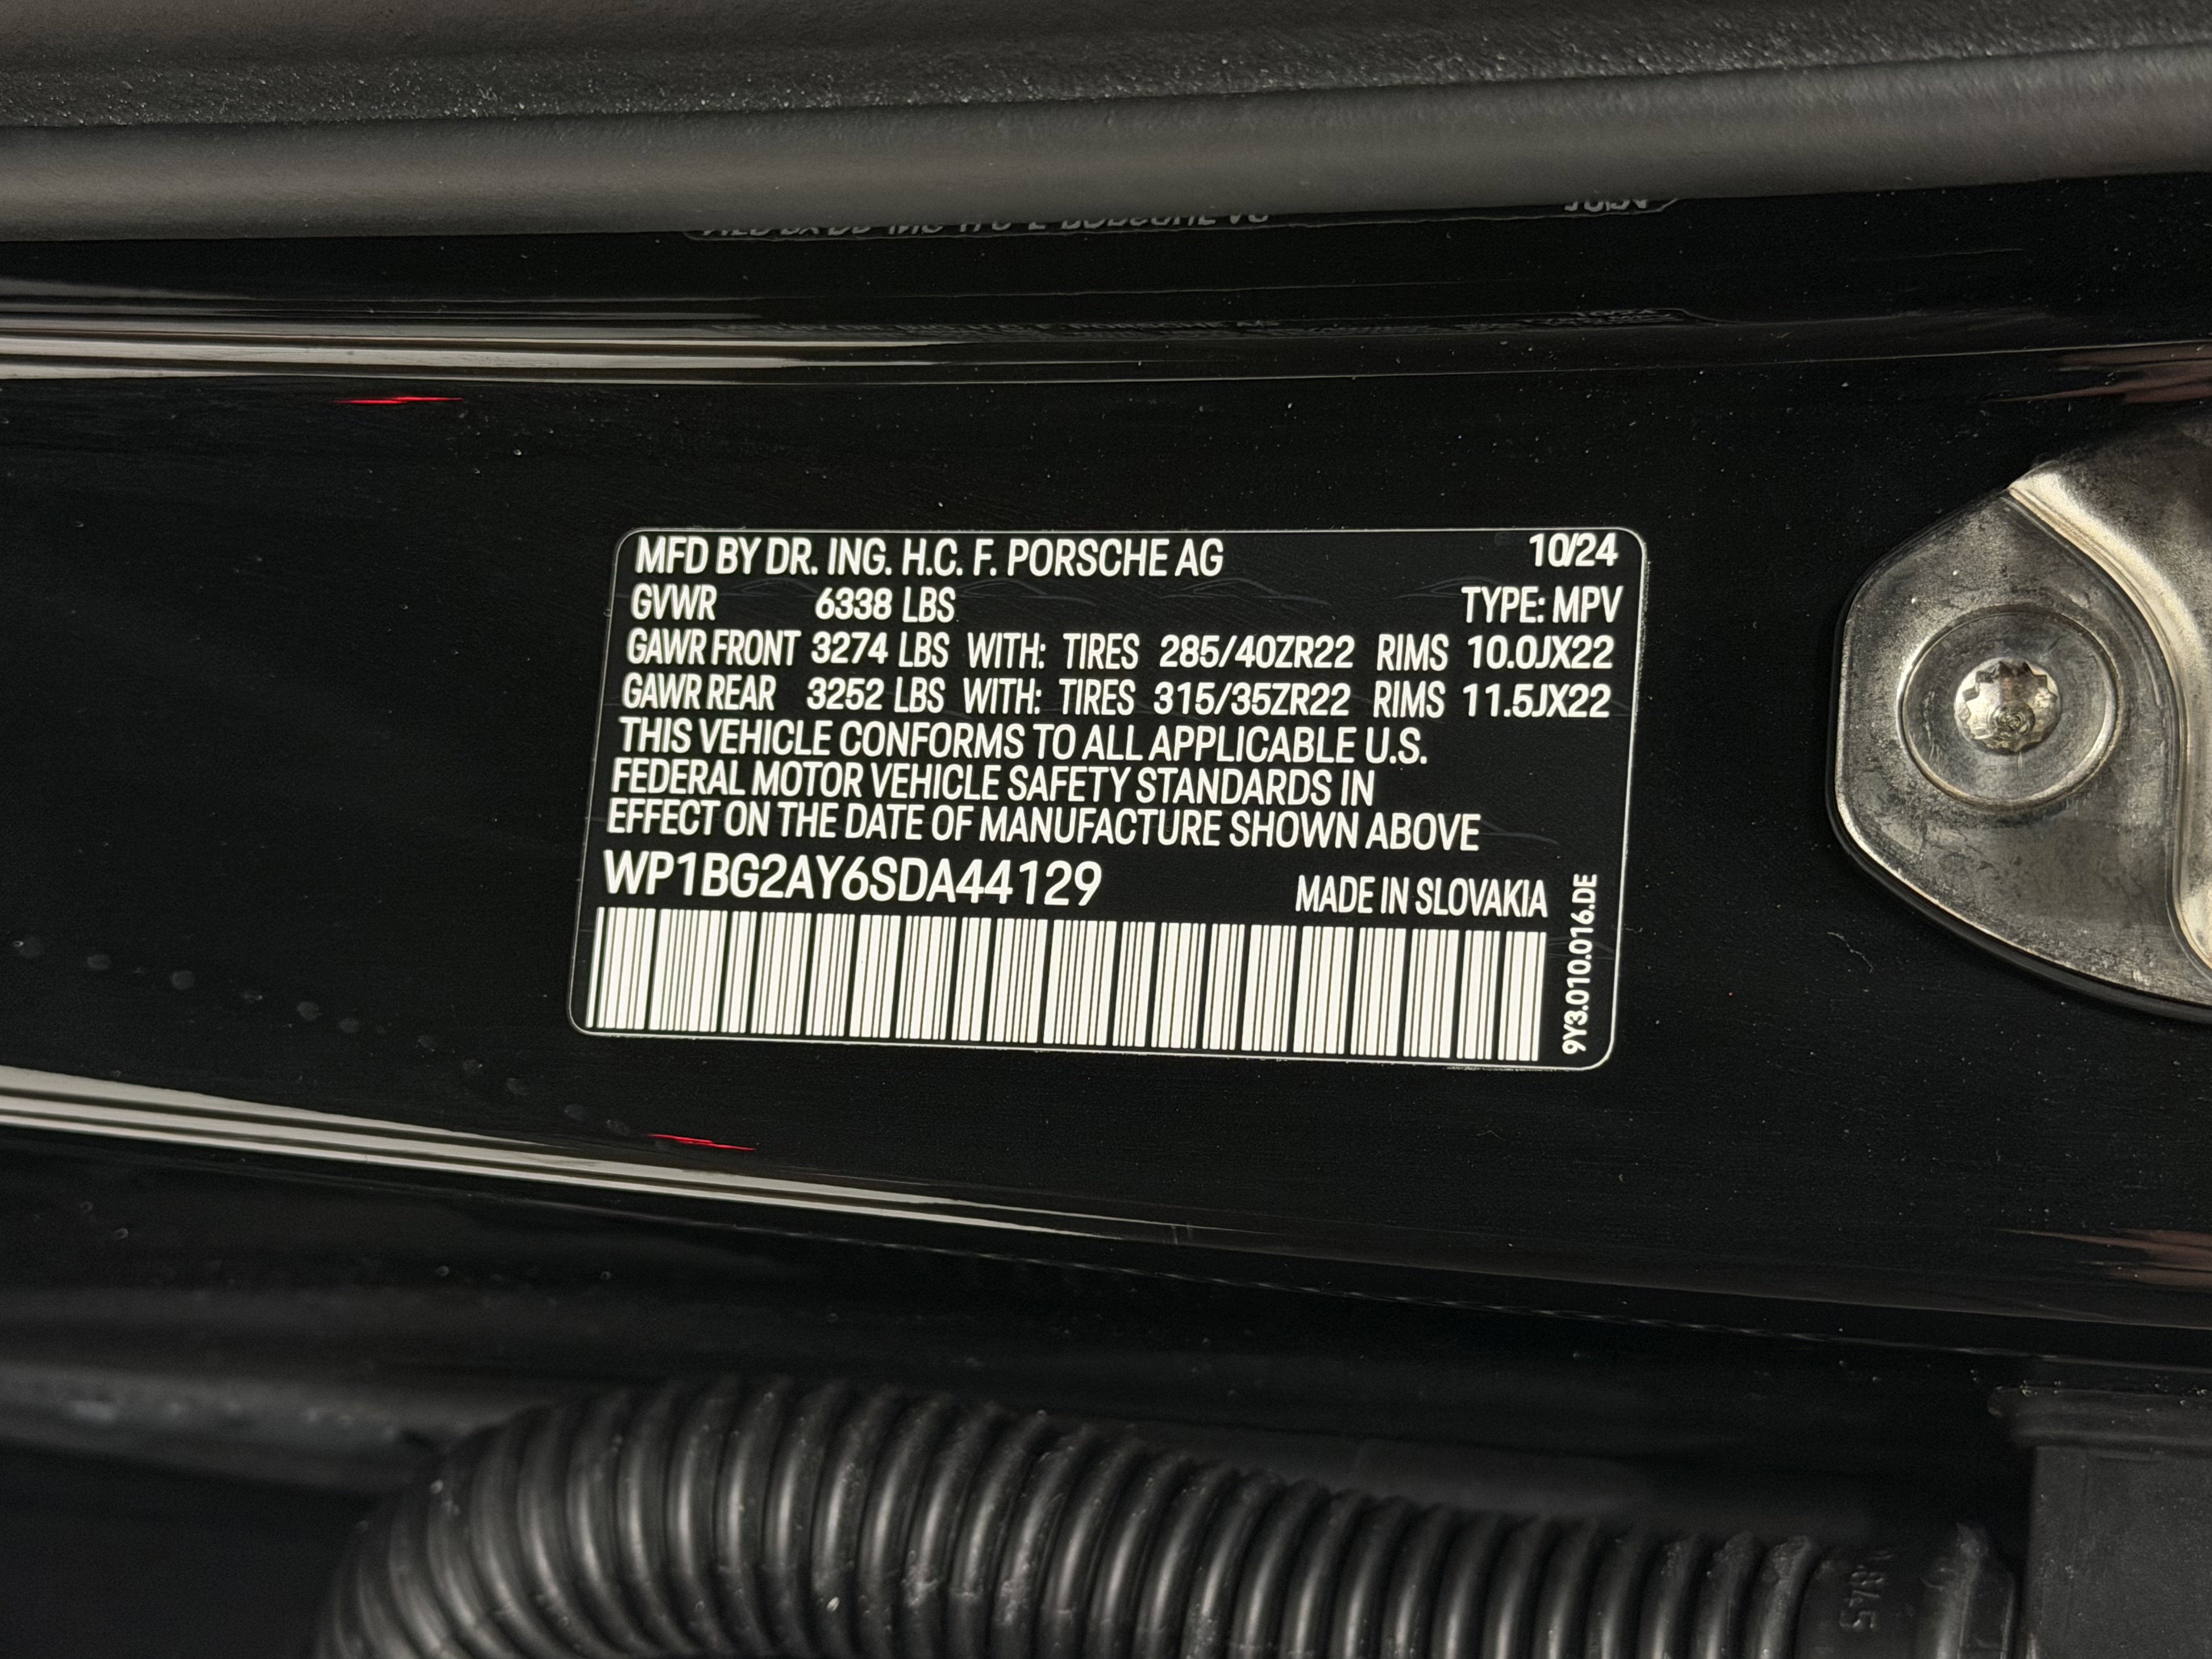 MFD BY DR. ING. H.C. F. PORSCHE AG 10/24
GVWR 6338 LBS TYPE: MPV
GAWR FRONT 3274 LBS WITH: TIRES 285/40ZR22 RIMS 10.0JX22
GAWR REAR 3252 LBS WITH: TIRES 315/35ZR22 RIMS 11.5JX22
THIS VEHICLE CONFORMS TO ALL APPLICABLE U.S.
FEDERAL MOTOR VEHICLE SAFETY STANDARDS IN
EFFECT ON THE DATE OF MANUFACTURE SHOWN ABOVE
WP1BG2AY6SDA44129 MADE IN SLOVAKIA
9Y3.010.016.DE